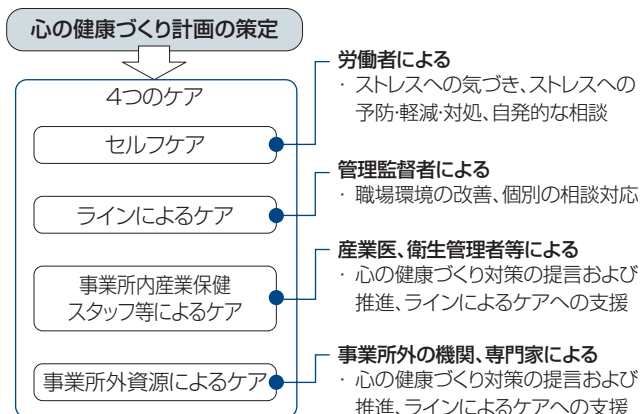 心の健康づくり計画の策定
4つのケア
セルフケア
労働者による
・ストレスへの気づき、ストレスへの
予防・軽減・対処、自発的な相談
ラインによるケア
管理監督者による
・職場環境の改善、個別の相談対応
事業所内産業保健
スタッフ等によるケア
産業医、衛生管理者等による
・心の健康づくり対策の提言および
推進、ラインによるケアへの支援
事業所外資源によるケア
事業所外の機関、専門家による
・心の健康づくり対策の提言および
推進、ラインによるケアへの支援